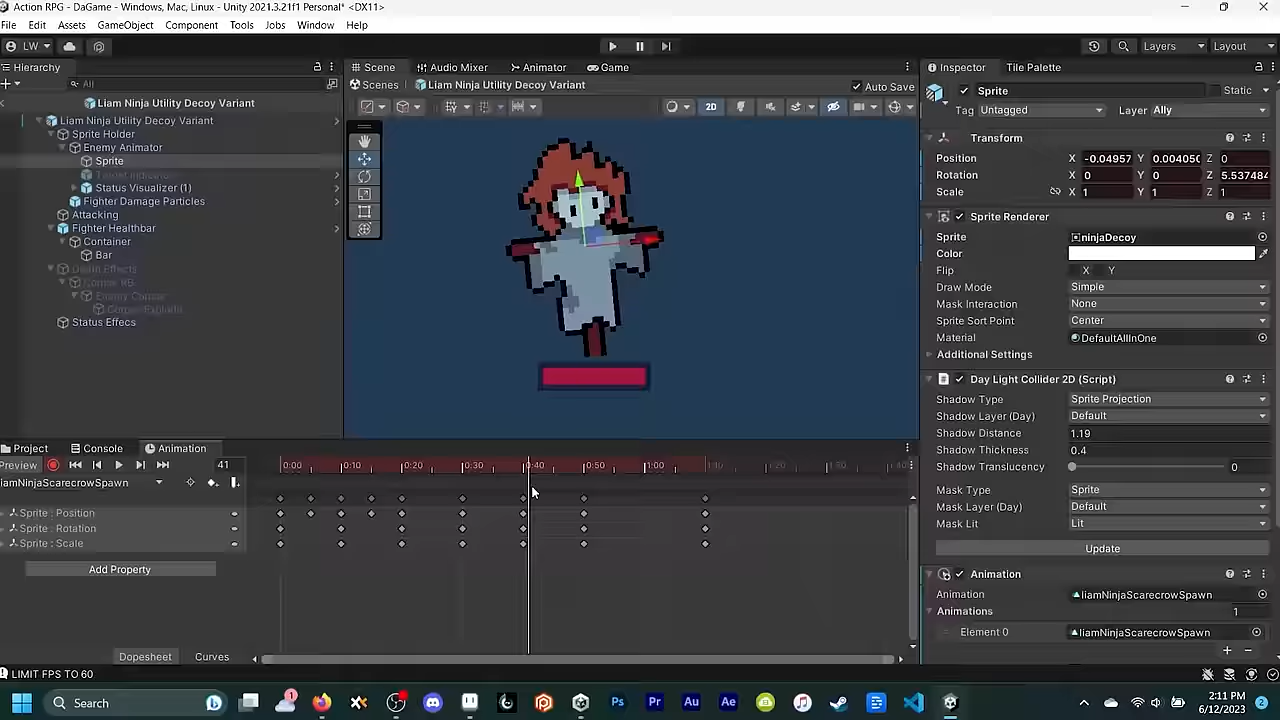 Action RPG - DaGame - Windows, Mac, Linux - Unity 2021.3.21f1 Personal* <DX11>
File Edit Assets GameObject Component Tools Jobs Window Help
LW Layers Layout
Hierarchy
All
Liam Ninja Utility Decoy Variant
Liam Ninja Utility Decoy Variant
Sprite Holder
Enemy Animator
Sprite
Target Indicator
Status Visualizer (1)
Fighter Damage Particles
Attacking
Fighter Healthbar
Container
Bar
Death Effects
Corpse RB
Enemy Corpse
Corpse Explode
Status Effecs
Scene Audio Mixer Animator Game
Scenes Liam Ninja Utility Decoy Variant Auto Save
2D
Project Console Animation
Preview 41 0:00 0:10 0:20 0:30 0:40 0:50 1:00 1:10 1:20 1:30 1:40
iamNinjaScarecrowSpawn
Sprite : Position
Sprite : Rotation
Sprite : Scale
Add Property
Dopesheet Curves
Inspector Tile Palette
Sprite Static
Tag Untagged Layer Ally
Transform
Position X -0.04957 Y 0.004050 Z 0
Rotation X 0 Y 0 Z 5.537484
Scale X 1 Y 1 Z 1
Sprite Renderer
Sprite ninjaDecoy
Color
Flip X Y
Draw Mode Simple
Mask Interaction None
Sprite Sort Point Center
Material DefaultAllInOne
Additional Settings
Day Light Collider 2D (Script)
Shadow Type Sprite Projection
Shadow Layer (Day) Default
Shadow Distance 1.19
Shadow Thickness 0.4
Shadow Translucency 0
Mask Type Sprite
Mask Layer (Day) Default
Mask Lit Lit
Update
Animation
Animation liamNinjaScarecrowSpawn
Animations 1
Element 0 liamNinjaScarecrowSpawn
LIMIT FPS TO 60
Search 1 Ps Pr Au Ae 2:11 PM
6/12/2023